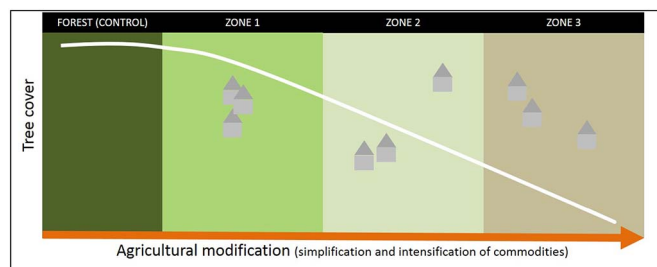 FOREST (CONTROL) ZONE 1 ZONE 2 ZONE 3
Tree cover
Agricultural modification (simplification and intensification of commodities)